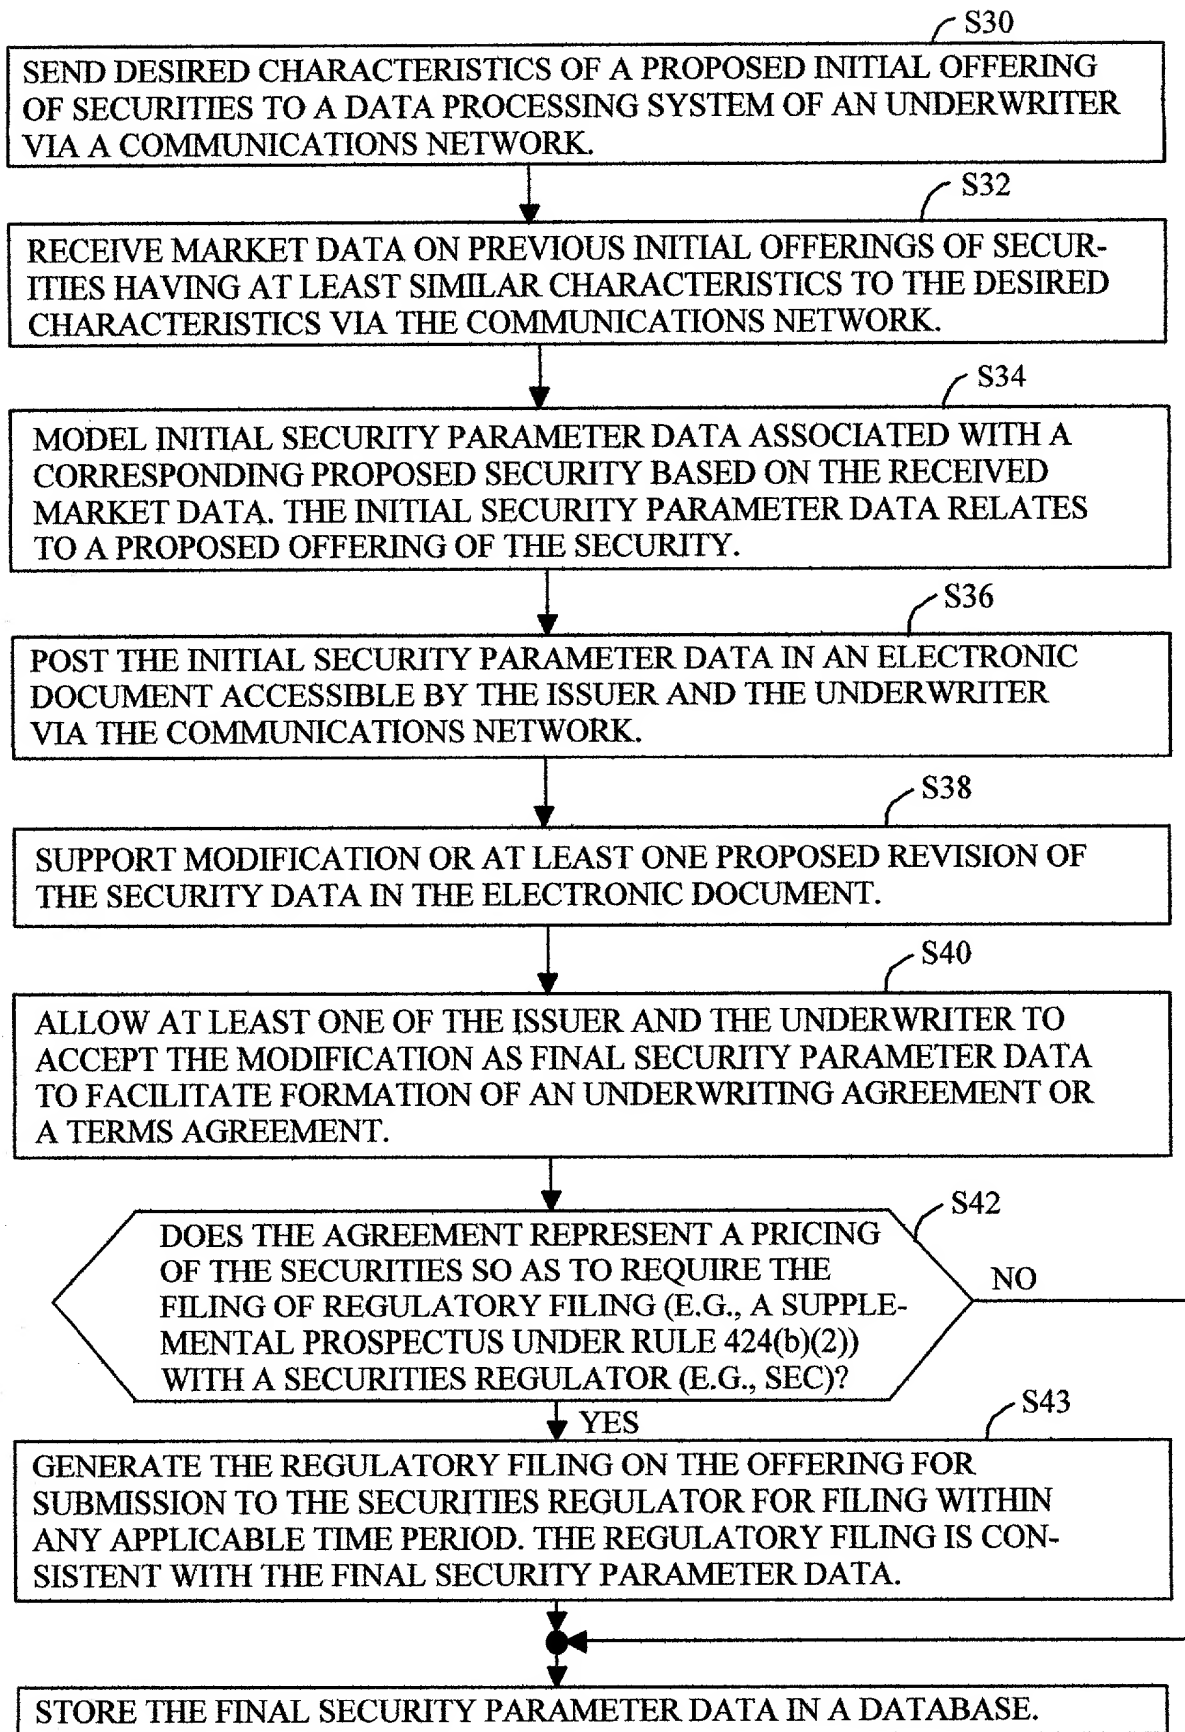 S30
SEND DESIRED CHARACTERISTICS OF A PROPOSED INITIAL OFFERING
OF SECURITIES TO A DATA PROCESSING SYSTEM OF AN UNDERWRITER
VIA A COMMUNICATIONS NETWORK.
S32
RECEIVE MARKET DATA ON PREVIOUS INITIAL OFFERINGS OF SECUR-
ITIES HAVING AT LEAST SIMILAR CHARACTERISTICS TO THE DESIRED
CHARACTERISTICS VIA THE COMMUNICATIONS NETWORK.
S34
MODEL INITIAL SECURITY PARAMETER DATA ASSOCIATED WITH A
CORRESPONDING PROPOSED SECURITY BASED ON THE RECEIVED
MARKET DATA. THE INITIAL SECURITY PARAMETER DATA RELATES
TO A PROPOSED OFFERING OF THE SECURITY.
S36
POST THE INITIAL SECURITY PARAMETER DATA IN AN ELECTRONIC
DOCUMENT ACCESSIBLE BY THE ISSUER AND THE UNDERWRITER
VIA THE COMMUNICATIONS NETWORK.
S38
SUPPORT MODIFICATION OR AT LEAST ONE PROPOSED REVISION OF
THE SECURITY DATA IN THE ELECTRONIC DOCUMENT.
S40
ALLOW AT LEAST ONE OF THE ISSUER AND THE UNDERWRITER TO
ACCEPT THE MODIFICATION AS FINAL SECURITY PARAMETER DATA
TO FACILITATE FORMATION OF AN UNDERWRITING AGREEMENT OR
A TERMS AGREEMENT.
S42
DOES THE AGREEMENT REPRESENT A PRICING
OF THE SECURITIES SO AS TO REQUIRE THE
FILING OF REGULATORY FILING (E.G., A SUPPLE-
MENTAL PROSPECTUS UNDER RULE 424(b)(2))
WITH A SECURITIES REGULATOR (E.G., SEC)?
NO
YES
S43
GENERATE THE REGULATORY FILING ON THE OFFERING FOR
SUBMISSION TO THE SECURITIES REGULATOR FOR FILING WITHIN
ANY APPLICABLE TIME PERIOD. THE REGULATORY FILING IS CON-
SISTENT WITH THE FINAL SECURITY PARAMETER DATA.
STORE THE FINAL SECURITY PARAMETER DATA IN A DATABASE.